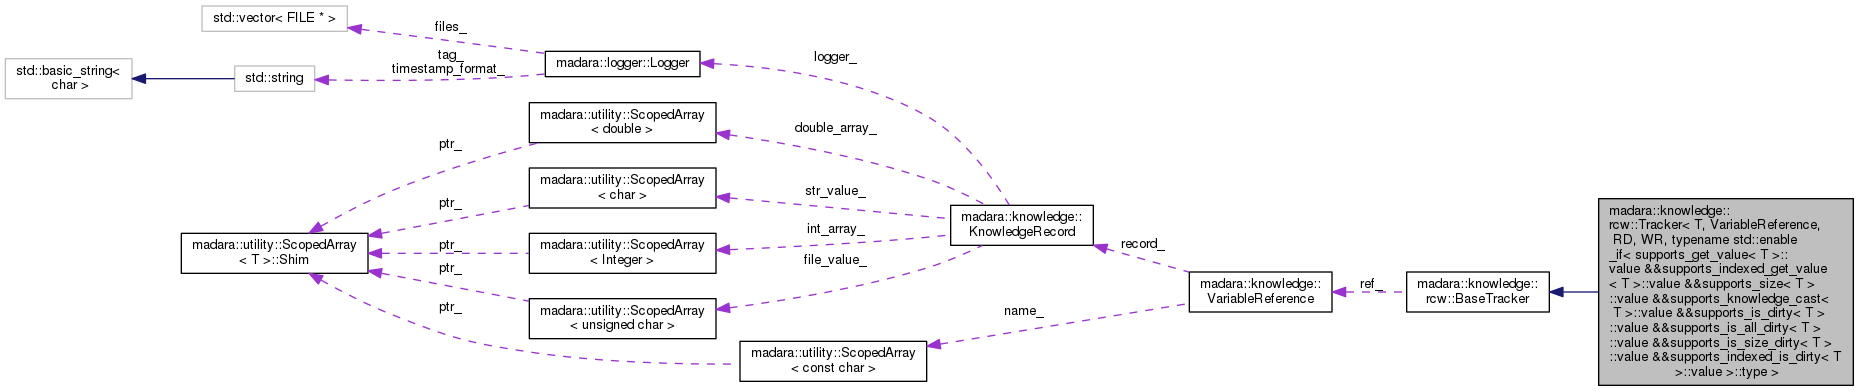 std::vector< FILE * >
files_
tag_
timestamp_format_
std::basic_string<
char >
std::string
madara::logger::Logger
logger_
madara::utility::ScopedArray
< double >
double_array_
ptr_
madara::utility::ScopedArray
< char >
str_value_
ptr_
madara::utility::ScopedArray
< T >::Shim
ptr_
madara::utility::ScopedArray
< Integer >
int_array_
ptr_
madara::utility::ScopedArray
< unsigned char >
file_value_
ptr_
madara::utility::ScopedArray
< const char >
name_
madara::knowledge::
KnowledgeRecord
record_
madara::knowledge::
VariableReference
ref_
madara::knowledge::
rcw::BaseTracker
madara::knowledge::
rcw::Tracker< T, VariableReference,
RD, WR, typename std::enable
_if< supports_get_value< T >::
value &&supports_indexed_get_value
< T >::value &&supports_size< T >
::value &&supports_knowledge_cast<
T >::value &&supports_is_dirty< T >
::value &&supports_is_all_dirty< T >
::value &&supports_is_size_dirty< T >
::value &&supports_indexed_is_dirty< T
>::value >::type >